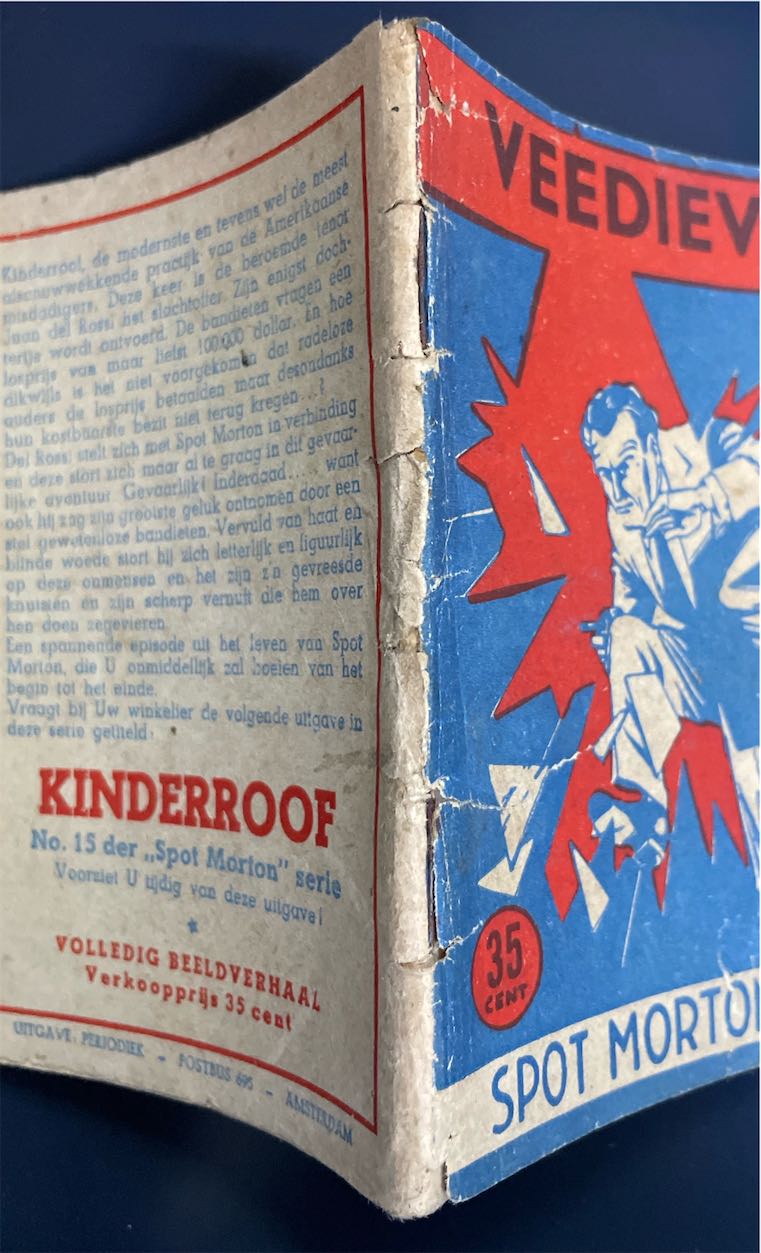 Kinderroof, de modernste en tevens wel de meest
afschuwwekkende practijk van de Amerikaanse
misdadigers. Deze keer is de beroemde tenor
Juan del Rossi het slachtoffer. Zijn enigst doch-
tertje wordt ontvoerd. De bandieten vragen een
losprijs van maar liefst 100.000 dollar. En hoe
dikwijls is het niet voorgekomen dat radeloze
ouders de losprijs betaalden maar desondanks
hun kostbaarste bezit niet terug kregen...?
Del Rossi stelt zich met Spot Morton in verbinding
en deze stort zich maar al te graag in dit gevaar-
lijke avontuur. Gevaarlijk! Inderdaad... want
ook hij zag zijn grootste geluk ontnomen door een
stel gewetenloze bandieten. Vervuld van haat en
blinde woede stort hij zich letterlijk en figuurlijk
op deze onmensen en het zijn z'n gevreesde
knuisten en zijn scherp vernuft die hem over
hen doen zegevieren.
Een spannende episode uit het leven van Spot
Morton, die U onmiddellijk zal boeien van het
begin tot het einde.
Vraagt bij Uw winkelier de volgende uitgave in
deze serie getiteld:
KINDERROOF
No. 15 der „Spot Morton" serie
Voorziet U tijdig van deze uitgave!
VOLLEDIG BEELDVERHAAL
Verkoopprijs 35 cent
UITGAVE: PERIODIEK - POSTBUS 695 - AMSTERDAM
VEEDIEV
35
CENT
SPOT MORTO